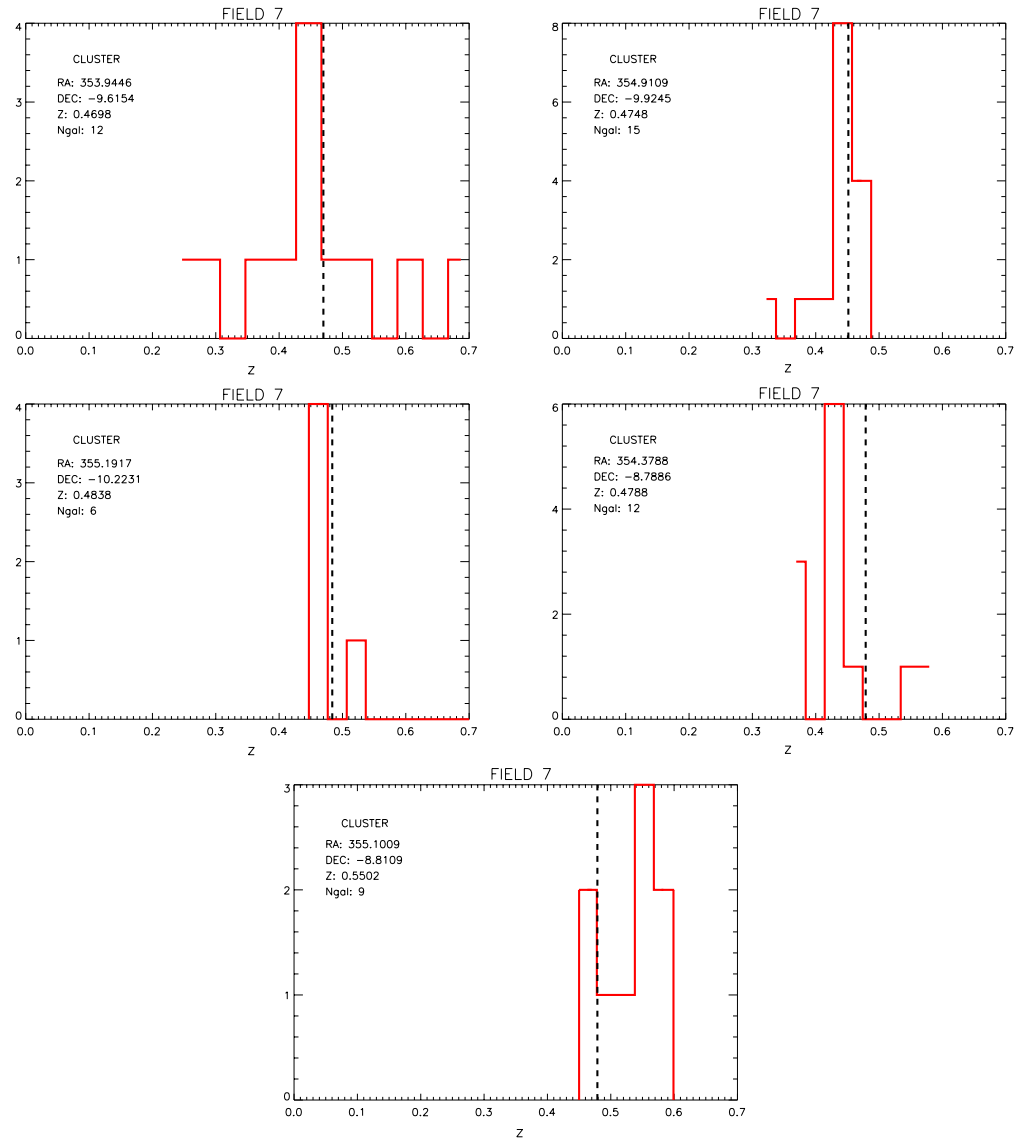 FIELD 7
CLUSTER
RA: 353.9446
DEC: −9.6154
Z: 0.4698
Ngal: 12
4
3
2
1
0
0.0 0.1 0.2 0.3 0.4 0.5 0.6 0.7
Z
FIELD 7
CLUSTER
RA: 354.9109
DEC: −9.9245
Z: 0.4748
Ngal: 15
8
6
4
2
0
0.0 0.1 0.2 0.3 0.4 0.5 0.6 0.7
Z
FIELD 7
CLUSTER
RA: 355.1917
DEC: −10.2231
Z: 0.4838
Ngal: 6
4
3
2
1
0
0.0 0.1 0.2 0.3 0.4 0.5 0.6 0.7
Z
FIELD 7
CLUSTER
RA: 354.3788
DEC: −8.7886
Z: 0.4788
Ngal: 12
6
4
2
0
0.0 0.1 0.2 0.3 0.4 0.5 0.6 0.7
Z
FIELD 7
CLUSTER
RA: 355.1009
DEC: −8.8109
Z: 0.5502
Ngal: 9
3
2
1
0
0.0 0.1 0.2 0.3 0.4 0.5 0.6 0.7
Z